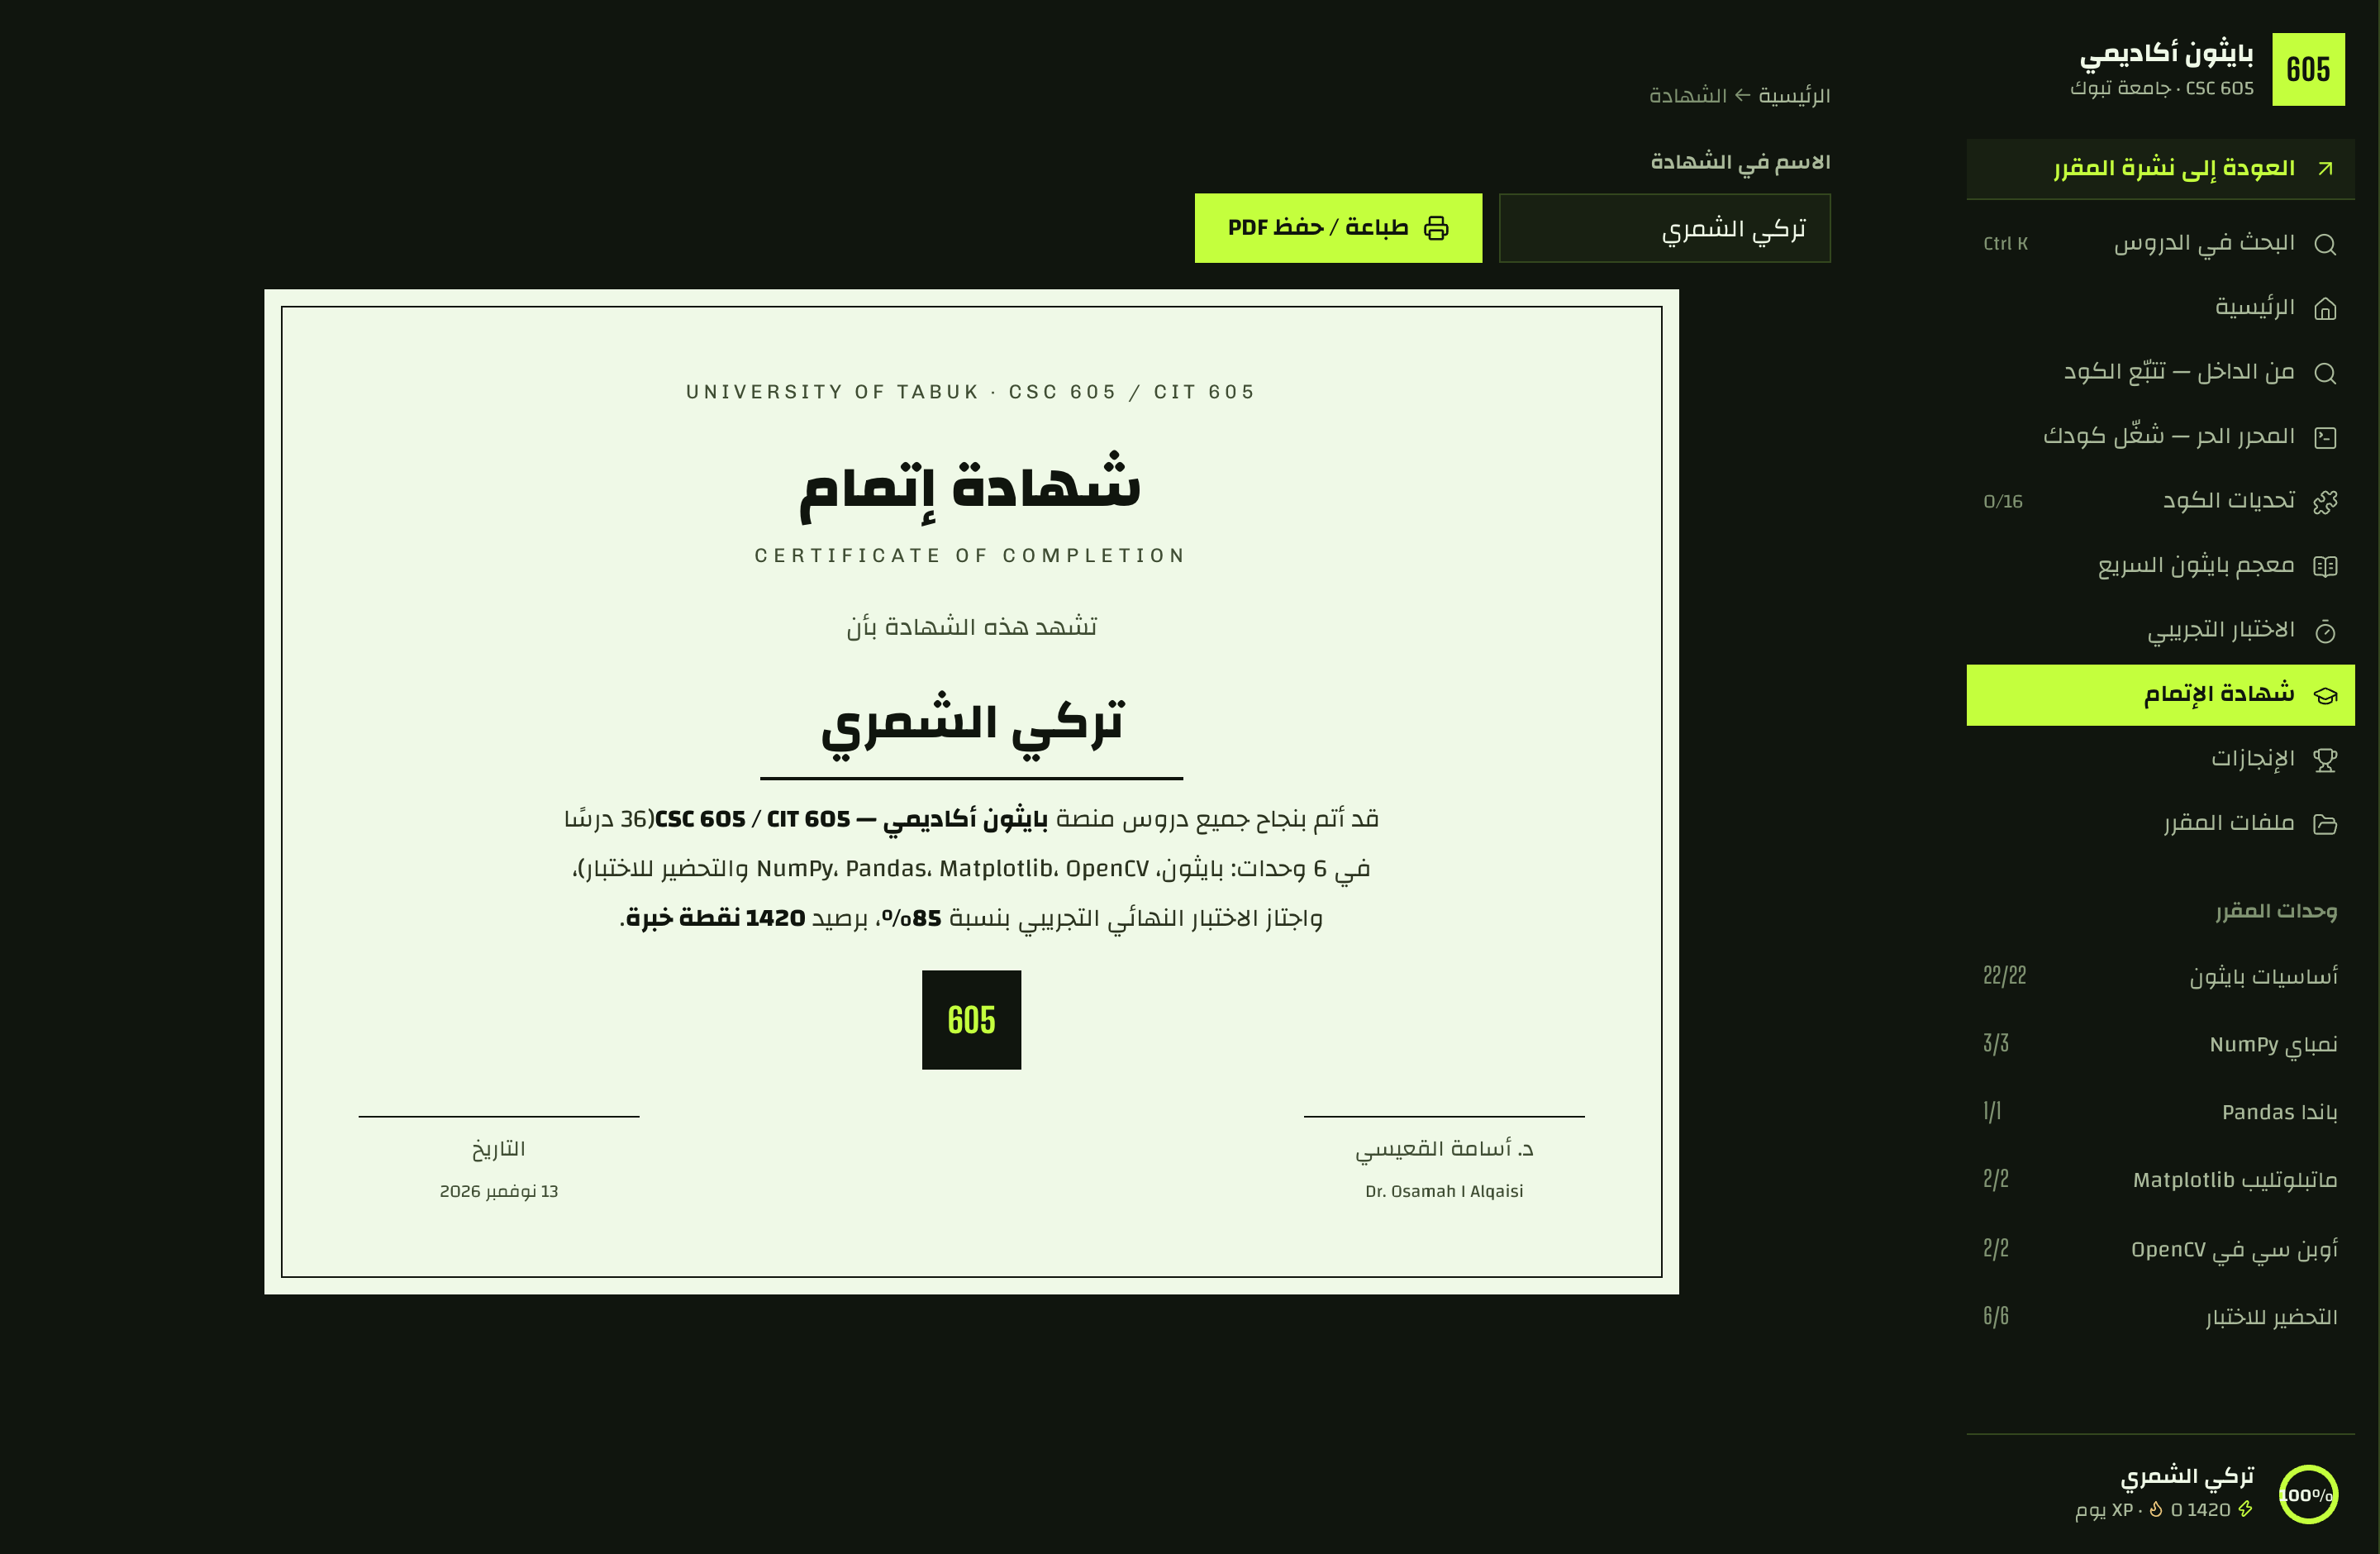 605
بايثون أكاديمي
CSC 605 · جامعة تبوك
العودة إلى نشرة المقرر
البحث في الدروس Ctrl K
الرئيسية
من الداخل — تتبّع الكود
المحرر الحر — شغّل كودك
تحديات الكود 0/16
معجم بايثون السريع
الاختبار التجريبي
شهادة الإتمام
الإنجازات
ملفات المقرر
وحدات المقرر
أساسيات بايثون 22/22
نمباي NumPy 3/3
باندا Pandas 1/1
ماتبلوتليب Matplotlib 2/2
أوبن سي في OpenCV 2/2
التحضير للاختبار 6/6
100%
تركي الشمري
1420 XP · 0 يوم
الرئيسية ← الشهادة
الاسم في الشهادة
تركي الشمري
طباعة / حفظ PDF
UNIVERSITY OF TABUK · CSC 605 / CIT 605
شهادة إتمام
CERTIFICATE OF COMPLETION
تشهد هذه الشهادة بأن
تركي الشمري
قد أتم بنجاح جميع دروس منصة بايثون أكاديمي — CSC 605 / CIT 605(36 درسًا
في 6 وحدات: بايثون، NumPy، Pandas، Matplotlib، OpenCV والتحضير للاختبار)،
واجتاز الاختبار النهائي التجريبي بنسبة 85%، برصيد 1420 نقطة خبرة.
605
د. أسامة القعيسي
Dr. Osamah I Alqaisi
التاريخ
13 نوفمبر 2026